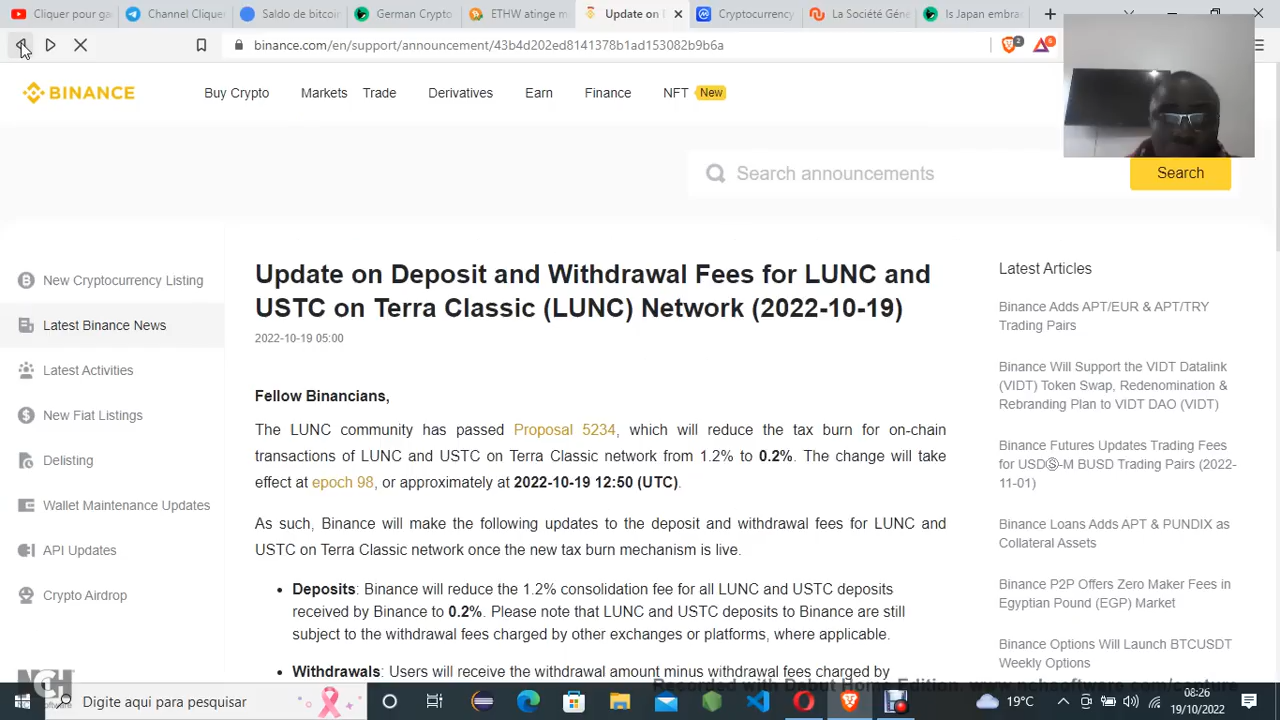 Cliquer pour ga
Telegram Channel Clique
Saldo de bitcoi
German Crypto
ETHW atinge m
Update on
Cryptocurrency
La Société Gén
Is Japan embra
binance.com/en/support/announcement/43b4d202ed8141378b1ad153082b9b6a
2
6
BINANCE
Buy Crypto
Markets
Trade
Derivatives
Earn
Finance
NFT
New
Search announcements
Search
New Cryptocurrency Listing
Latest Binance News
Latest Activities
New Fiat Listings
Delisting
Wallet Maintenance Updates
API Updates
Crypto Airdrop
Update on Deposit and Withdrawal Fees for LUNC and
USTC on Terra Classic (LUNC) Network (2022-10-19)
2022-10-19 05:00
Fellow Binancians,
The LUNC community has passed Proposal 5234, which will reduce the tax burn for on-chain
transactions of LUNC and USTC on Terra Classic network from 1.2% to 0.2%. The change will take
effect at epoch 98, or approximately at 2022-10-19 12:50 (UTC).
As such, Binance will make the following updates to the deposit and withdrawal fees for LUNC and
USTC on Terra Classic network once the new tax burn mechanism is live.
• Deposits: Binance will reduce the 1.2% consolidation fee for all LUNC and USTC deposits
received by Binance to 0.2%. Please note that LUNC and USTC deposits to Binance are still
subject to the withdrawal fees charged by other exchanges or platforms, where applicable.
• Withdrawals: Users will receive the withdrawal amount minus withdrawal fees charged by
Latest Articles
Binance Adds APT/EUR & APT/TRY
Trading Pairs
Binance Will Support the VIDT Datalink
(VIDT) Token Swap, Redenomination &
Rebranding Plan to VIDT DAO (VIDT)
Binance Futures Updates Trading Fees
for USDⓈ-M BUSD Trading Pairs (2022-
11-01)
Binance Loans Adds APT & PUNDIX as
Collateral Assets
Binance P2P Offers Zero Maker Fees in
Egyptian Pound (EGP) Market
Binance Options Will Launch BTCUSDT
Weekly Options
NCH
Software
Recorded with Debut Home Edition. www.nchsoftware.com/capture
Digite aqui para pesquisar
19°C
08:26
19/10/2022